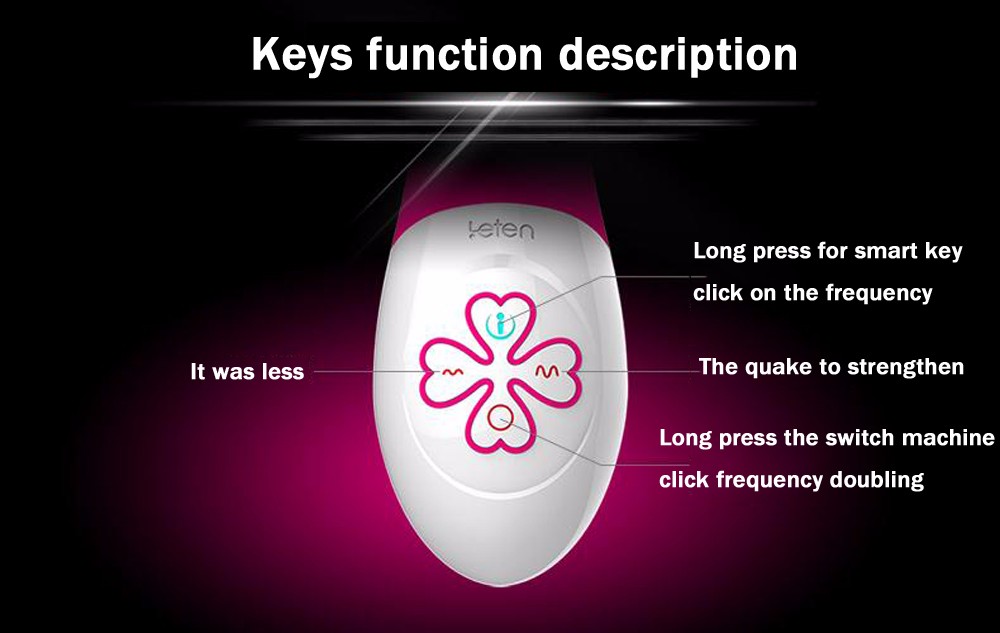 Keys function description
Leten
Long press for smart key
click on the frequency
It was less
The quake to strengthen
Long press the switch machine
click frequency doubling